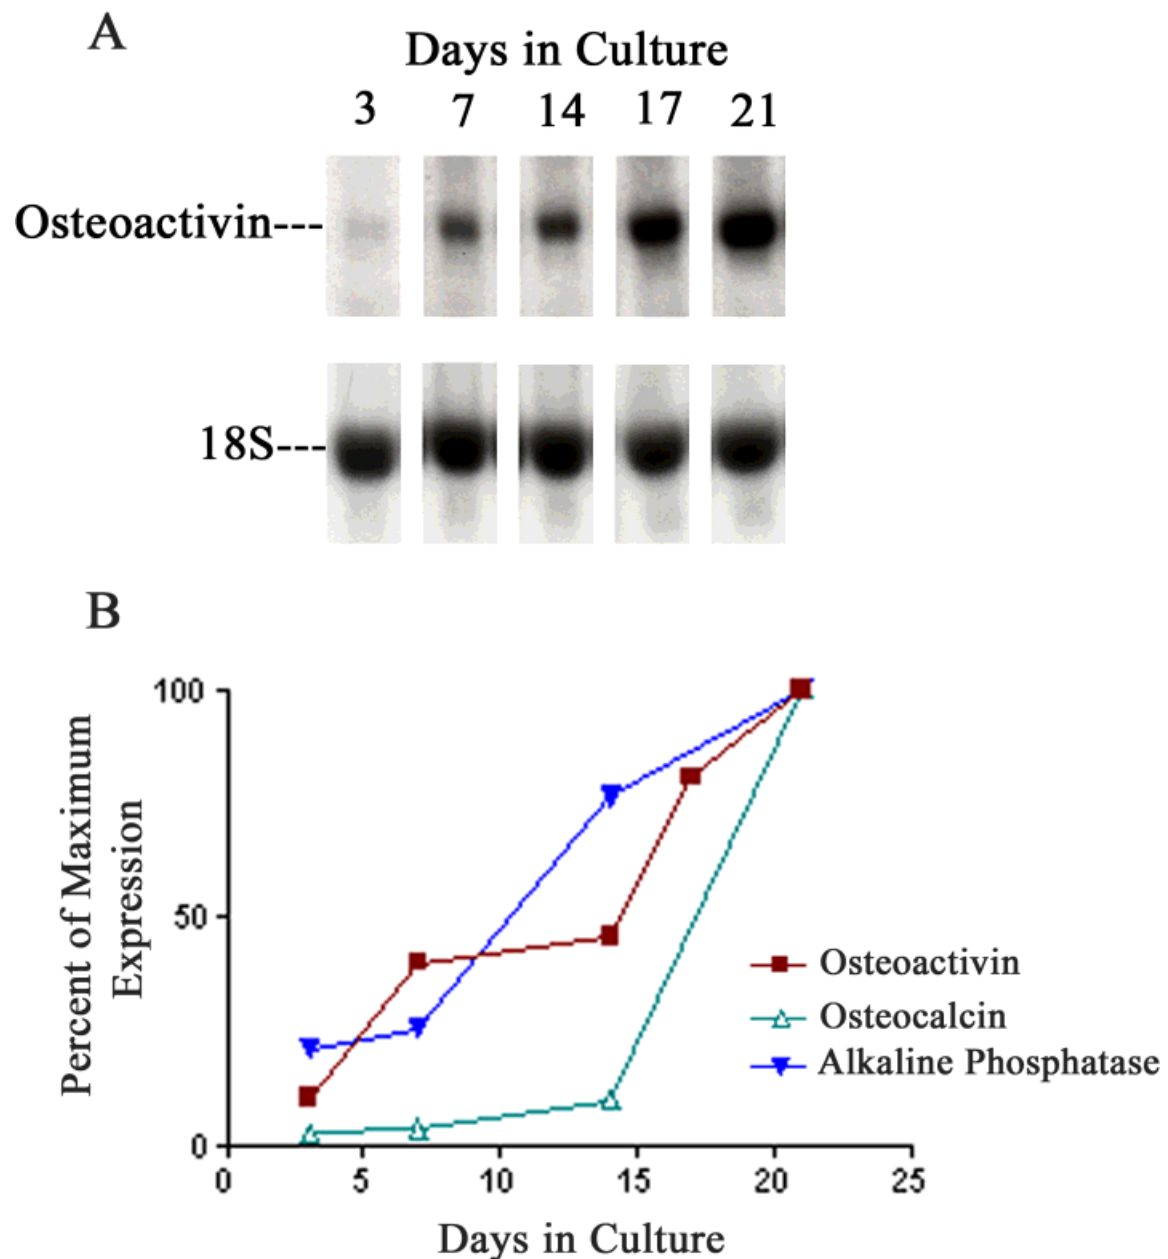 A
Days in Culture
3 7 14 17 21
Osteoactivin---
18S---
B
Percent of Maximum
Expression
100
50
0
0 5 10 15 20 25
Days in Culture
Osteoactivin
Osteocalcin
Alkaline Phosphatase